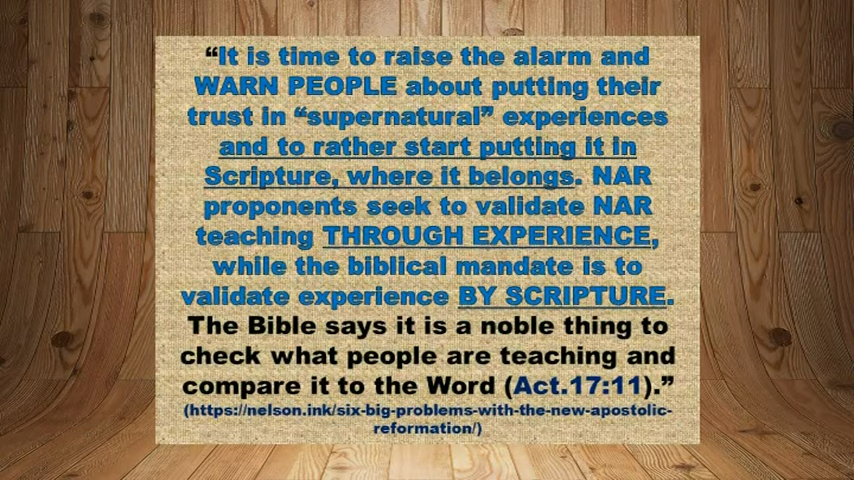 “It is time to raise the alarm and
WARN PEOPLE about putting their
trust in “supernatural” experiences
and to rather start putting it in
Scripture, where it belongs. NAR
proponents seek to validate NAR
teaching THROUGH EXPERIENCE,
while the biblical mandate is to
validate experience BY SCRIPTURE.
The Bible says it is a noble thing to
check what people are teaching and
compare it to the Word (Act.17:11).”
(https://nelson.ink/six-big-problems-with-the-new-apostolic-
reformation/)